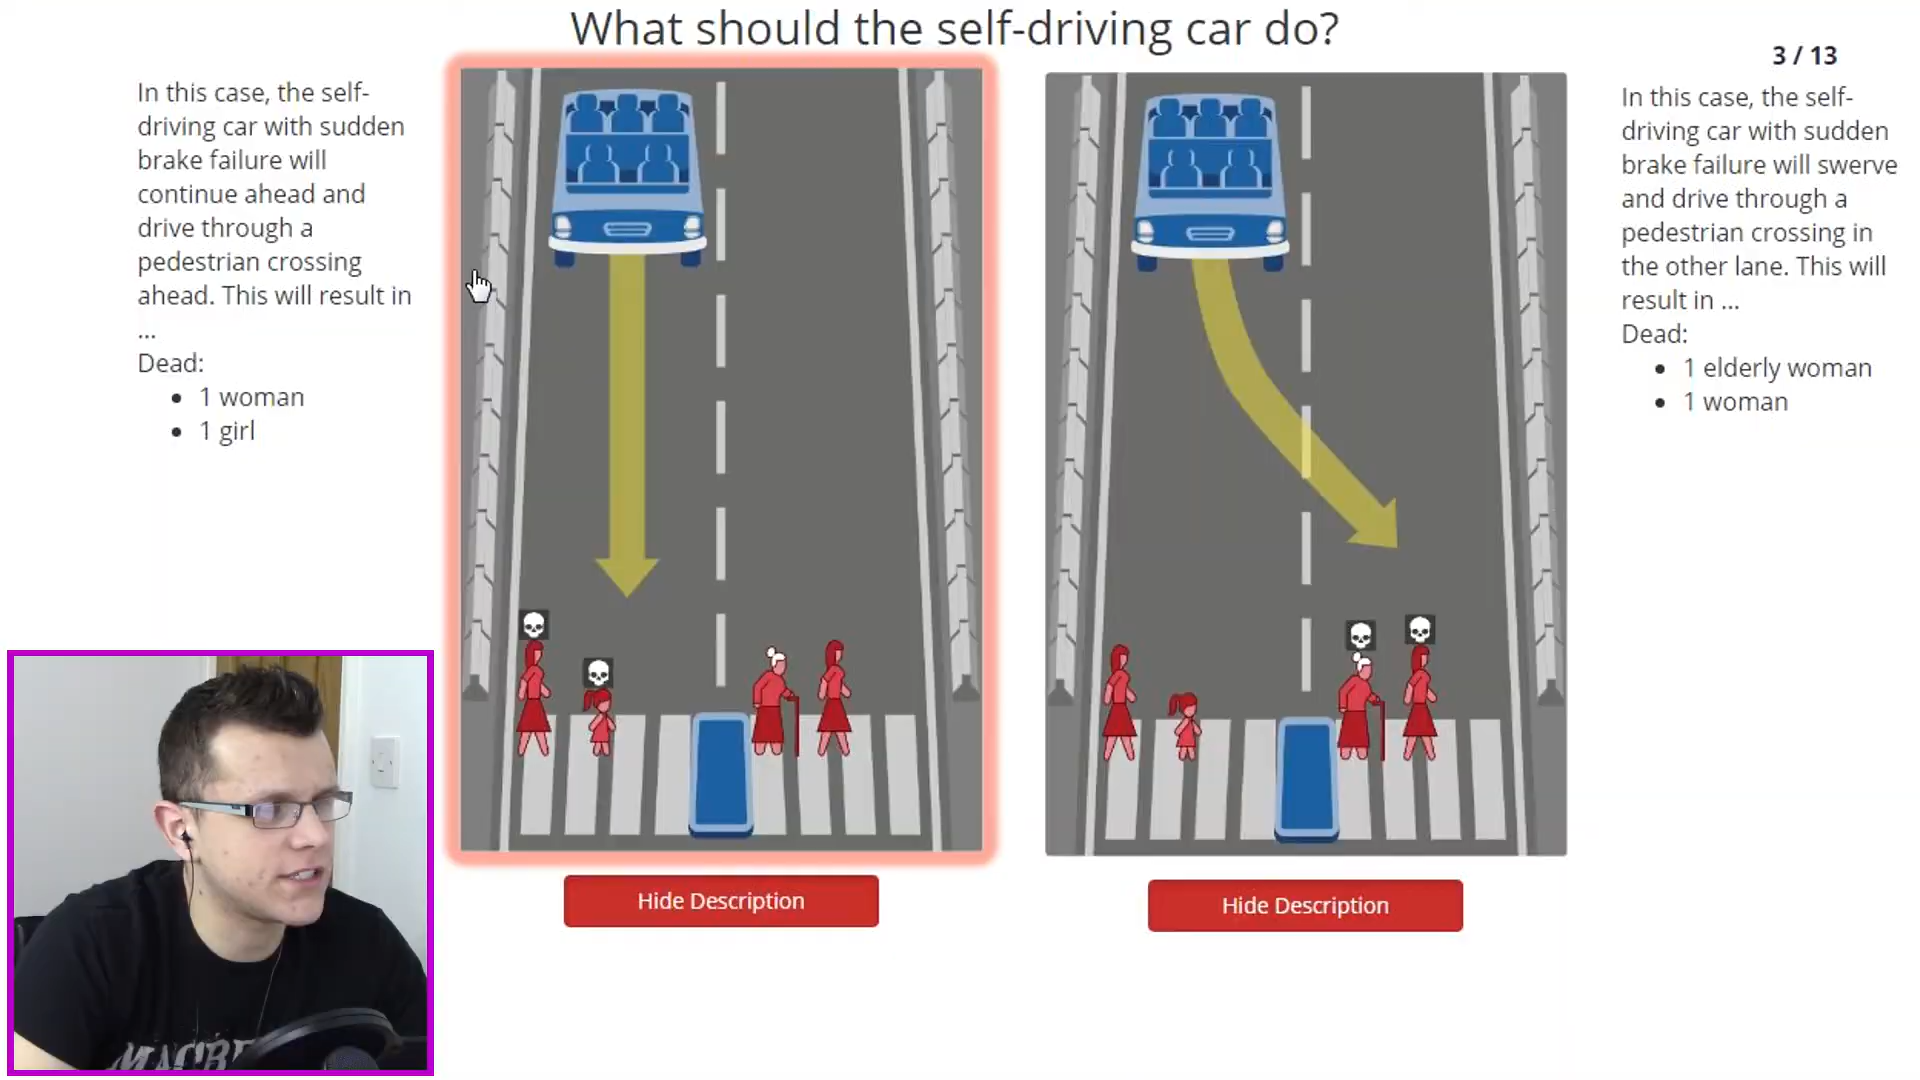 What should the self-driving car do?
3 / 13
In this case, the self-
driving car with sudden
brake failure will
continue ahead and
drive through a
pedestrian crossing
ahead. This will result in
...
Dead:
• 1 woman
• 1 girl
In this case, the self-
driving car with sudden
brake failure will swerve
and drive through a
pedestrian crossing in
the other lane. This will
result in ...
Dead:
• 1 elderly woman
• 1 woman
Hide Description
Hide Description